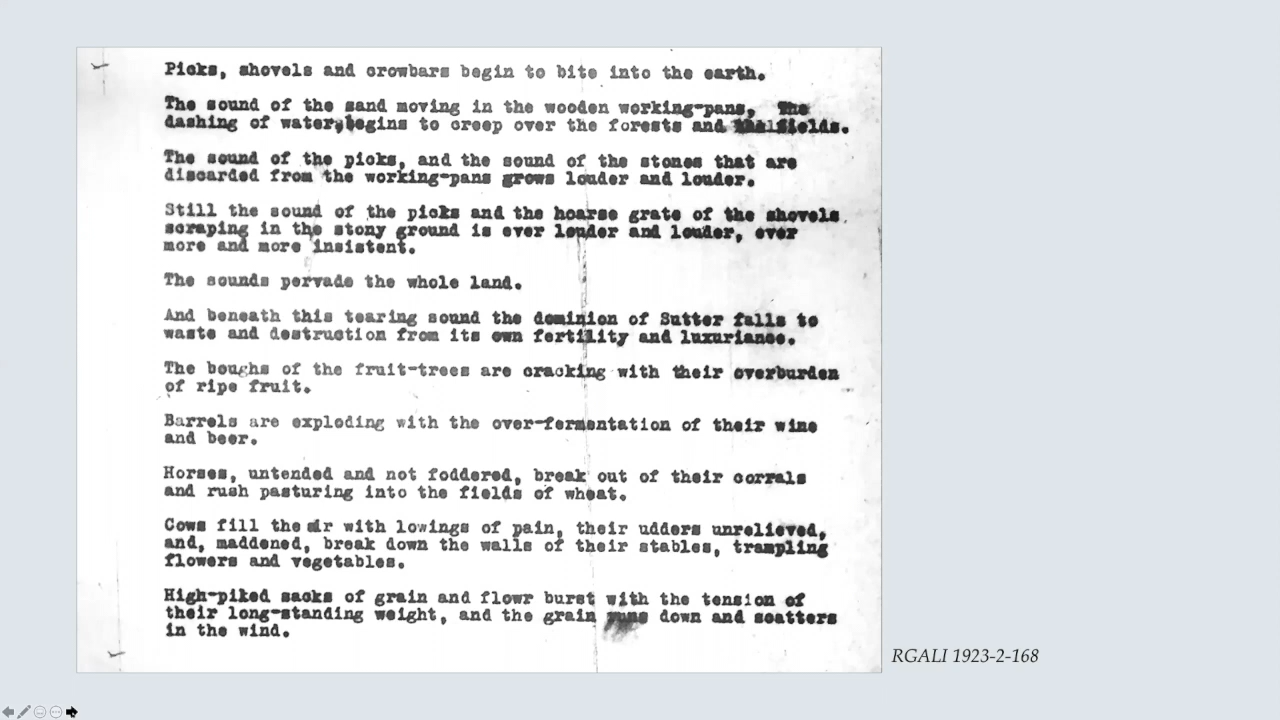 Picks, shovels and crowbars begin to bite into the earth.
The sound of the sand moving in the wooden working-pans, The
dashing of water,begins to creep over the forests and fields.
The sound of the picks, and the sound of the stones that are
discarded from the working-pans grows louder and louder.
Still the sound of the picks and the hoarse grate of the shovels
scraping in the stony ground is ever louder and louder, ever
more and more insistent.
The sounds pervade the whole land.
And beneath this tearing sound the dominion of Sutter falls to
waste and destruction from its own fertility and luxuriance.
The boughs of the fruit-trees are cracking with their overburden
of ripe fruit.
Barrels are exploding with the over-fermentation of their wine
and beer.
Horses, untended and not foddered, break out of their corrals
and rush pasturing into the fields of wheat.
Cows fill the air with lowings of pain, their udders unrelieved,
and, maddened, break down the walls of their stables, trampling
flowers and vegetables.
High-piked sacks of grain and flowr burst with the tension of
their long-standing weight, and the grain runs down and scatters
in the wind.
RGALI 1923-2-168